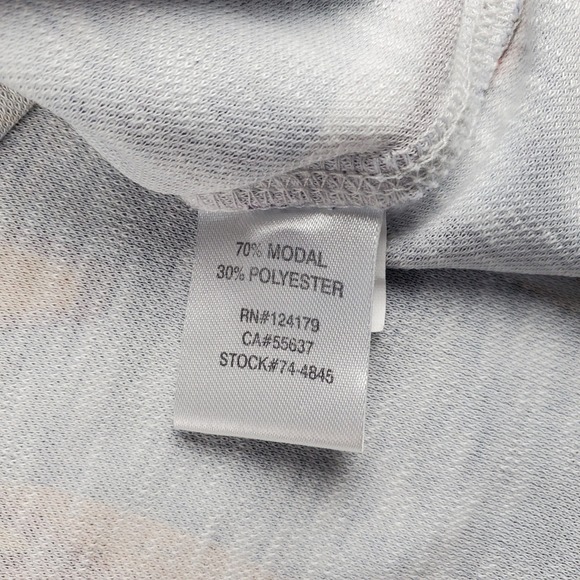 70% MODAL
30% POLYESTER
RN#124179
CA#55637
STOCK#74-4845